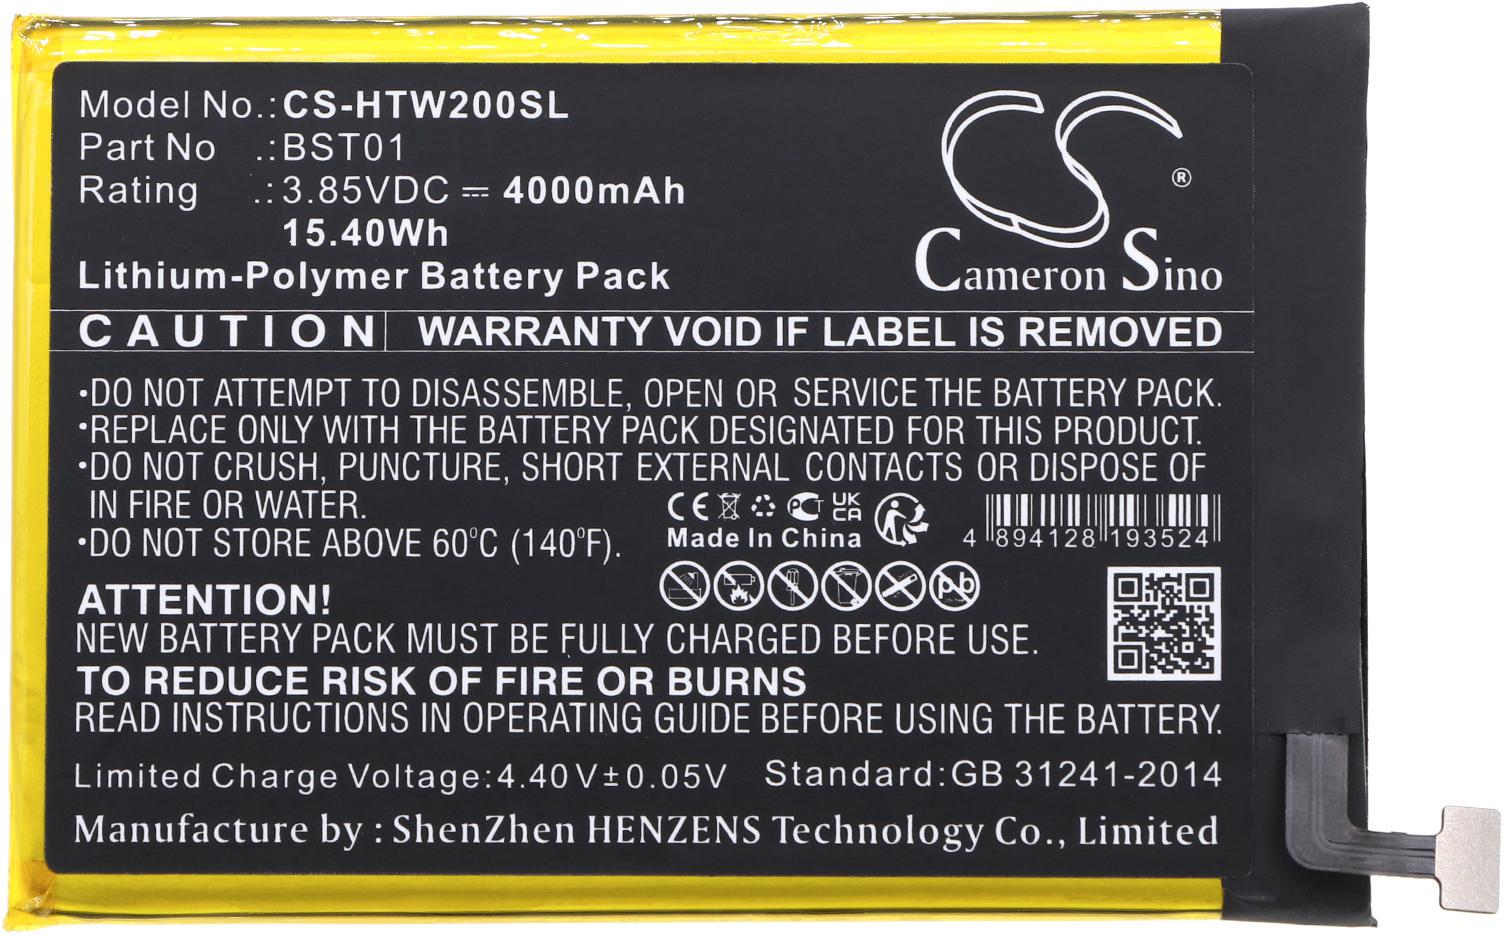 Model No.:CS-HTW200SL
Part No .:BST01
Rating .:3.85VDC ⎓ 4000mAh
15.40Wh
Lithium-Polymer Battery Pack
®
Cameron Sino
CAUTION WARRANTY VOID IF LABEL IS REMOVED
•DO NOT ATTEMPT TO DISASSEMBLE, OPEN OR SERVICE THE BATTERY PACK.
•REPLACE ONLY WITH THE BATTERY PACK DESIGNATED FOR THIS PRODUCT.
•DO NOT CRUSH, PUNCTURE, SHORT EXTERNAL CONTACTS OR DISPOSE OF
IN FIRE OR WATER.
•DO NOT STORE ABOVE 60°C (140°F).
CE PCT UK CA
Made In China
4 894128 193524
Pb
ATTENTION!
NEW BATTERY PACK MUST BE FULLY CHARGED BEFORE USE.
TO REDUCE RISK OF FIRE OR BURNS
READ INSTRUCTIONS IN OPERATING GUIDE BEFORE USING THE BATTERY.
Limited Charge Voltage:4.40V±0.05V Standard:GB 31241-2014
Manufacture by : ShenZhen HENZENS Technology Co., Limited